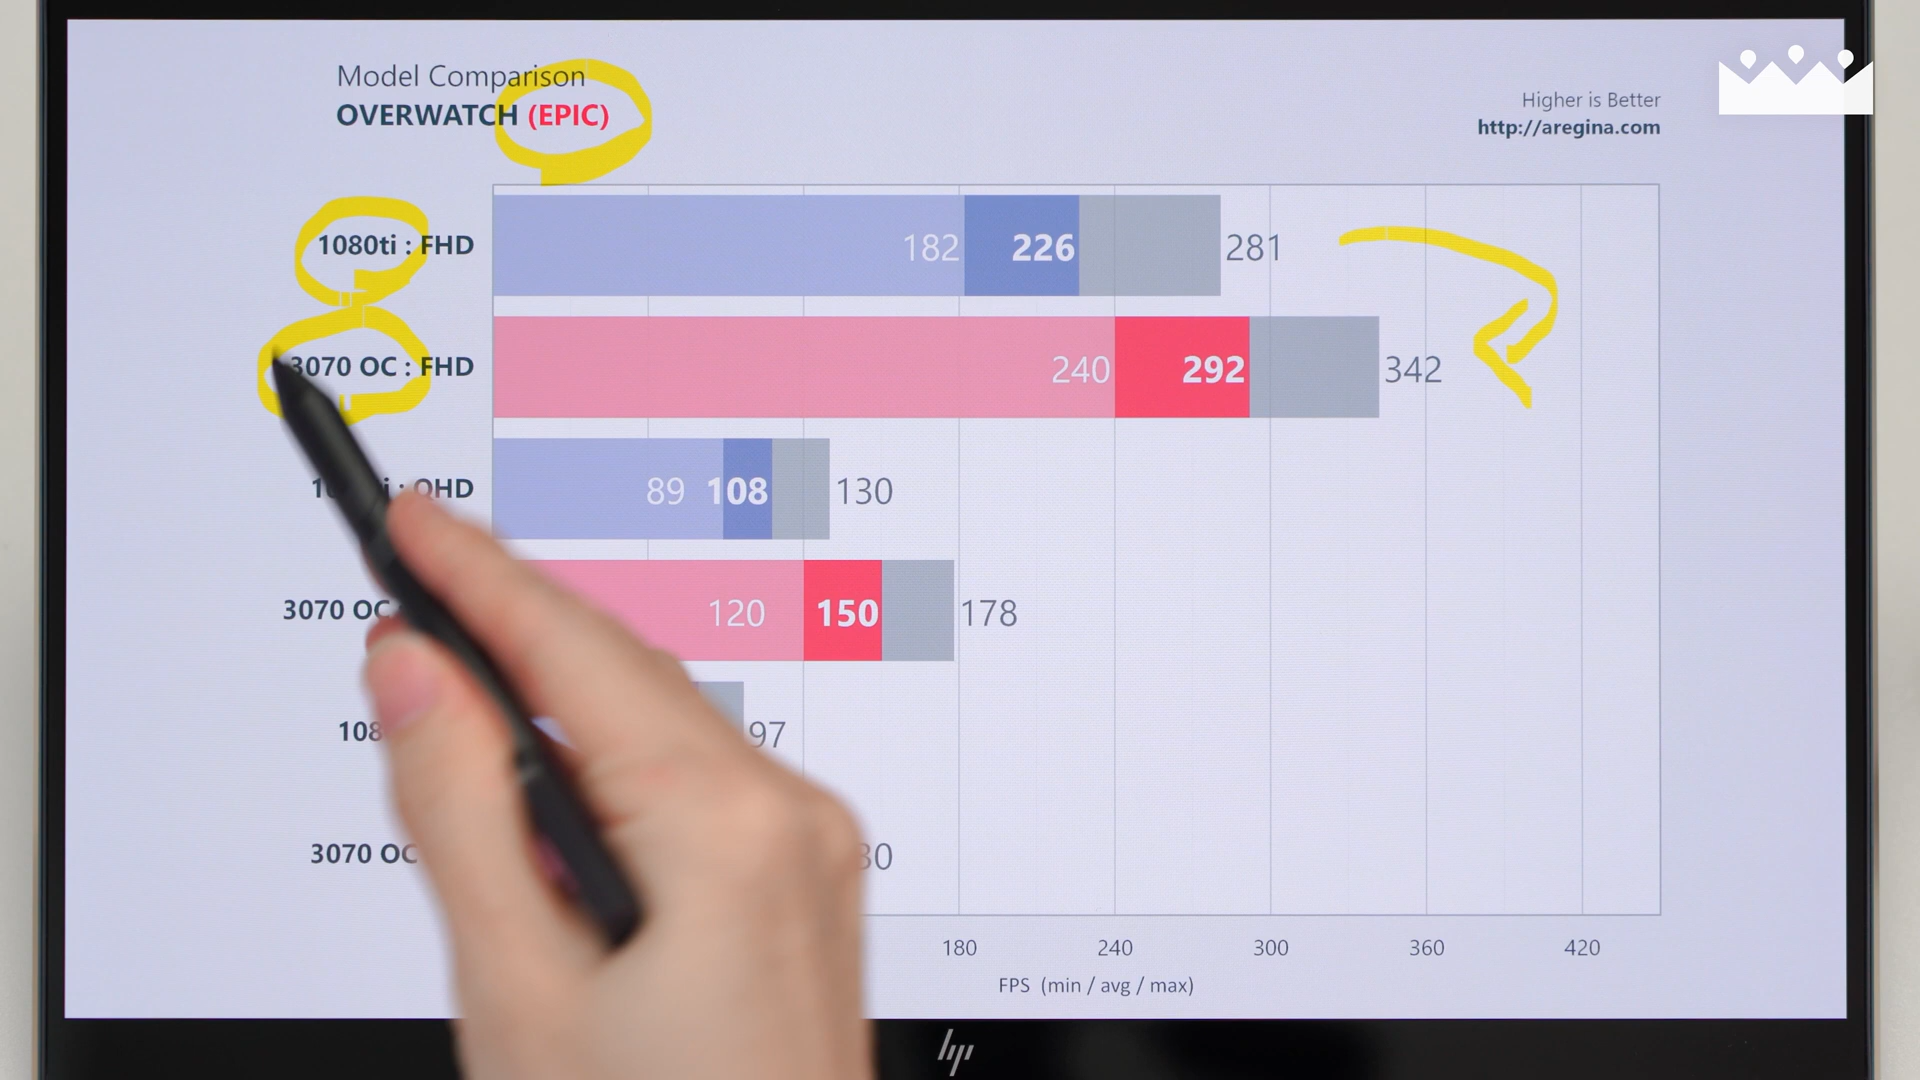 Model Comparison
OVERWATCH (EPIC)
Higher is Better
http://aregina.com
1080ti : FHD 182 226 281
3070 OC : FHD 240 292 342
QHD 89 108 130
3070 OC 120 150 178
97
3070 OC
180 240 300 360 420
FPS (min / avg / max)
hp